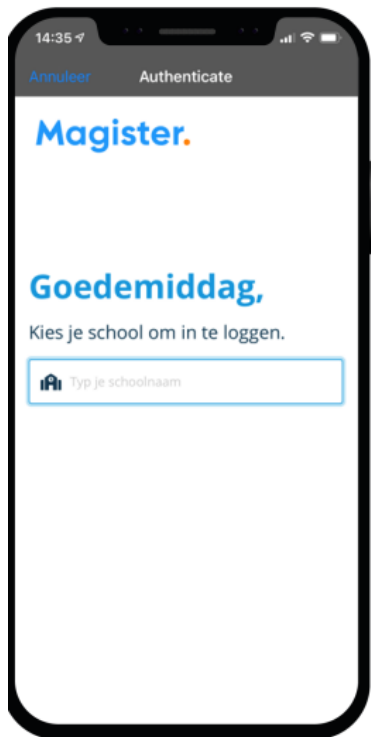 14:35
Annuleer Authenticate
Magister.
Goedemiddag,
Kies je school om in te loggen.
Typ je schoolnaam